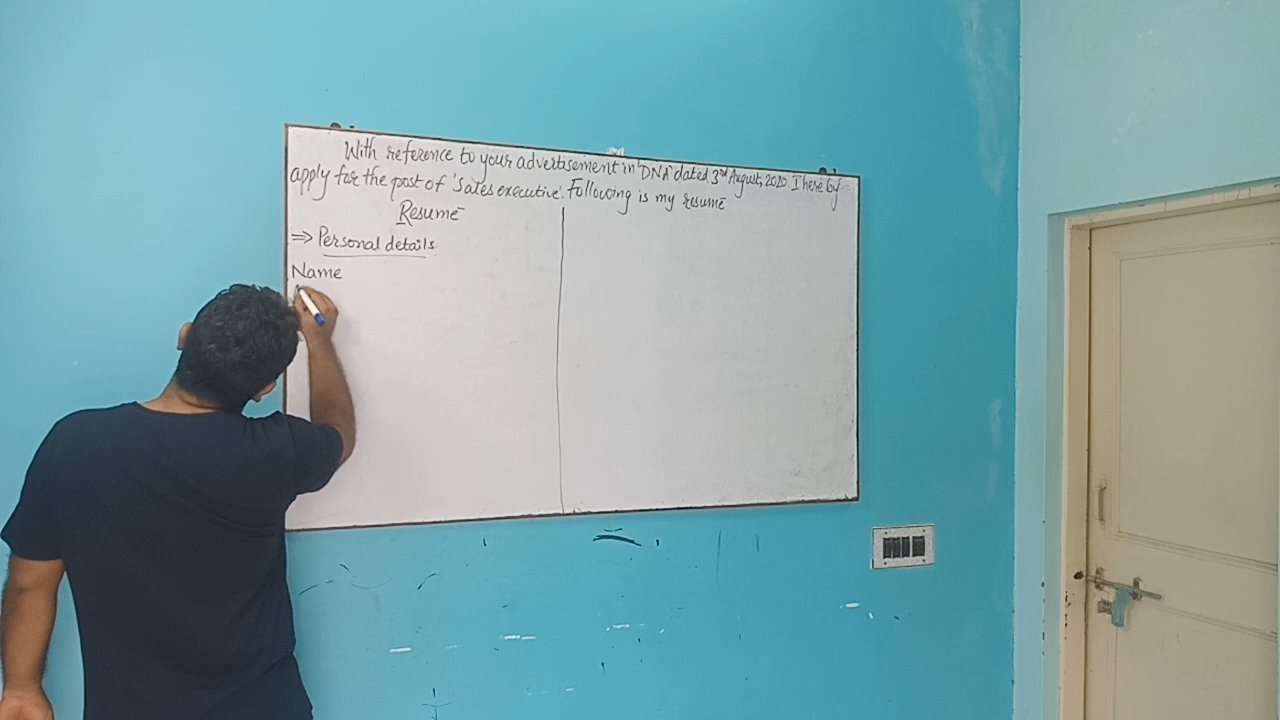 With reference to your advertisement in 'DNA' dated 3rd August, 2020. I here by
apply for the post of 'Sales executive'. Following is my resume
Resume
⇒ Personal details
Name